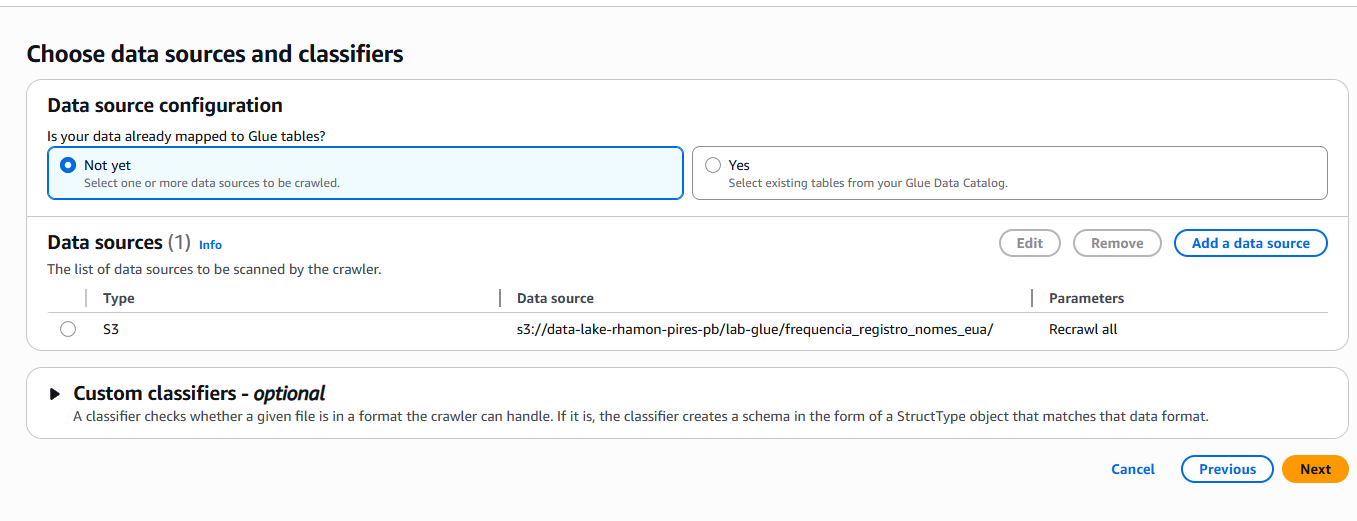 Choose data sources and classifiers
Data source configuration
Is your data already mapped to Glue tables?
Not yet
Select one or more data sources to be crawled.
Yes
Select existing tables from your Glue Data Catalog.
Data sources (1) Info
Edit
Remove
Add a data source
The list of data sources to be scanned by the crawler.
Type
Data source
Parameters
S3
s3://data-lake-rhamon-pires-pb/lab-glue/frequencia_registro_nomes_eua/
Recrawl all
Custom classifiers - optional
A classifier checks whether a given file is in a format the crawler can handle. If it is, the classifier creates a schema in the form of a StructType object that matches that data format.
Cancel
Previous
Next